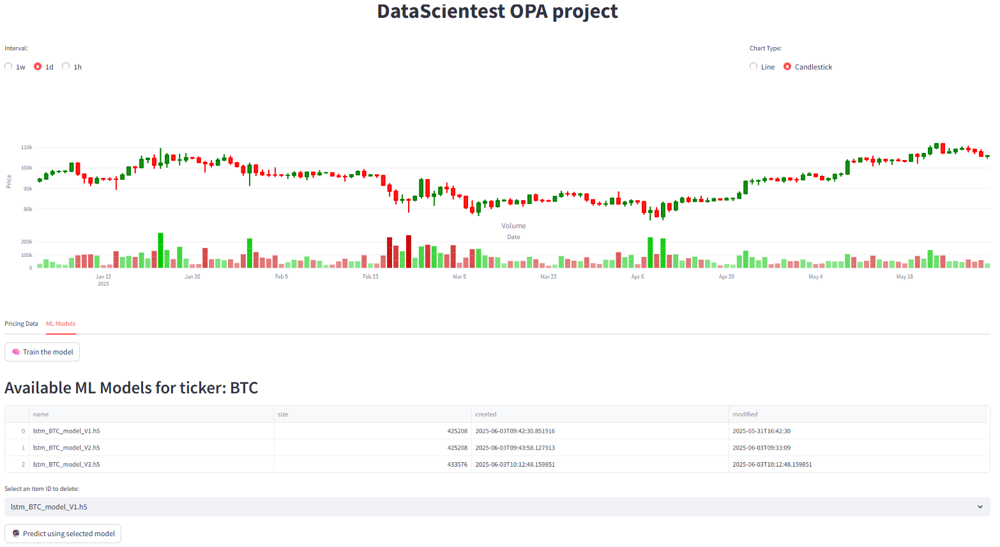 DataScientest OPA project
Interval:
Chart Type:
1w 1d 1h
Line Candlestick
Price
110k
100k
90k
80k
Volume
Date
200k
100k
0
Jan 12 Jan 26 Feb 9 Feb 23 Mar 9 Mar 23 Apr 6 Apr 20 May 4 May 18
2025
Pricing Data ML Models
Train the model
Available ML Models for ticker: BTC
name size created modified
0 lstm_BTC_model_V1.h5 425208 2025-06-03T09:42:30.851916 2025-05-31T16:42:30
1 lstm_BTC_model_V2.h5 425208 2025-06-03T09:43:58.127913 2025-06-03T09:33:09
2 lstm_BTC_model_V3.h5 433576 2025-06-03T10:12:48.159851 2025-06-03T10:12:48.159851
Select an item ID to delete:
lstm_BTC_model_V1.h5
Predict using selected model